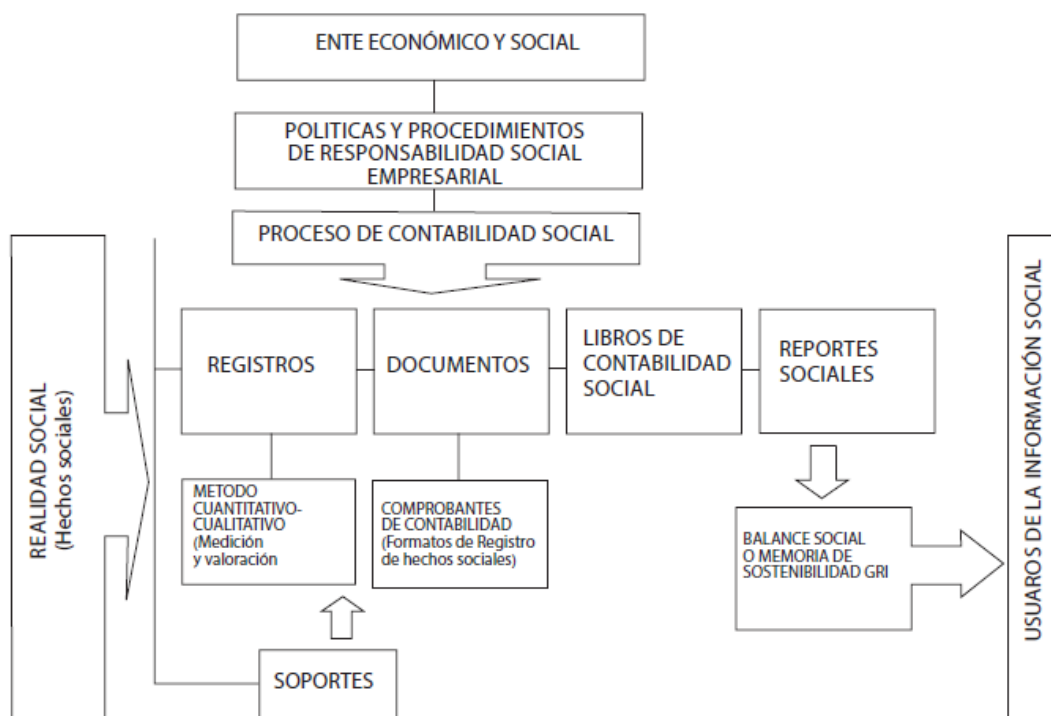 ENTE ECONÓMICO Y SOCIAL
POLITICAS Y PROCEDIMIENTOS
DE RESPONSABILIDAD SOCIAL
EMPRESARIAL
PROCESO DE CONTABILIDAD SOCIAL
REALIDAD SOCIAL
(Hechos sociales)
REGISTROS
DOCUMENTOS
LIBROS DE
CONTABILIDAD
SOCIAL
REPORTES
SOCIALES
METODO
CUANTITATIVO-
CUALITATIVO
(Medición
y valoración
COMPROBANTES
DE CONTABILIDAD
(Formatos de Registro
de hechos sociales)
BALANCE SOCIAL
O MEMORIA DE
SOSTENIBILIDAD GRI
SOPORTES
USUAROS DE LA INFORMACIÓN SOCIAL